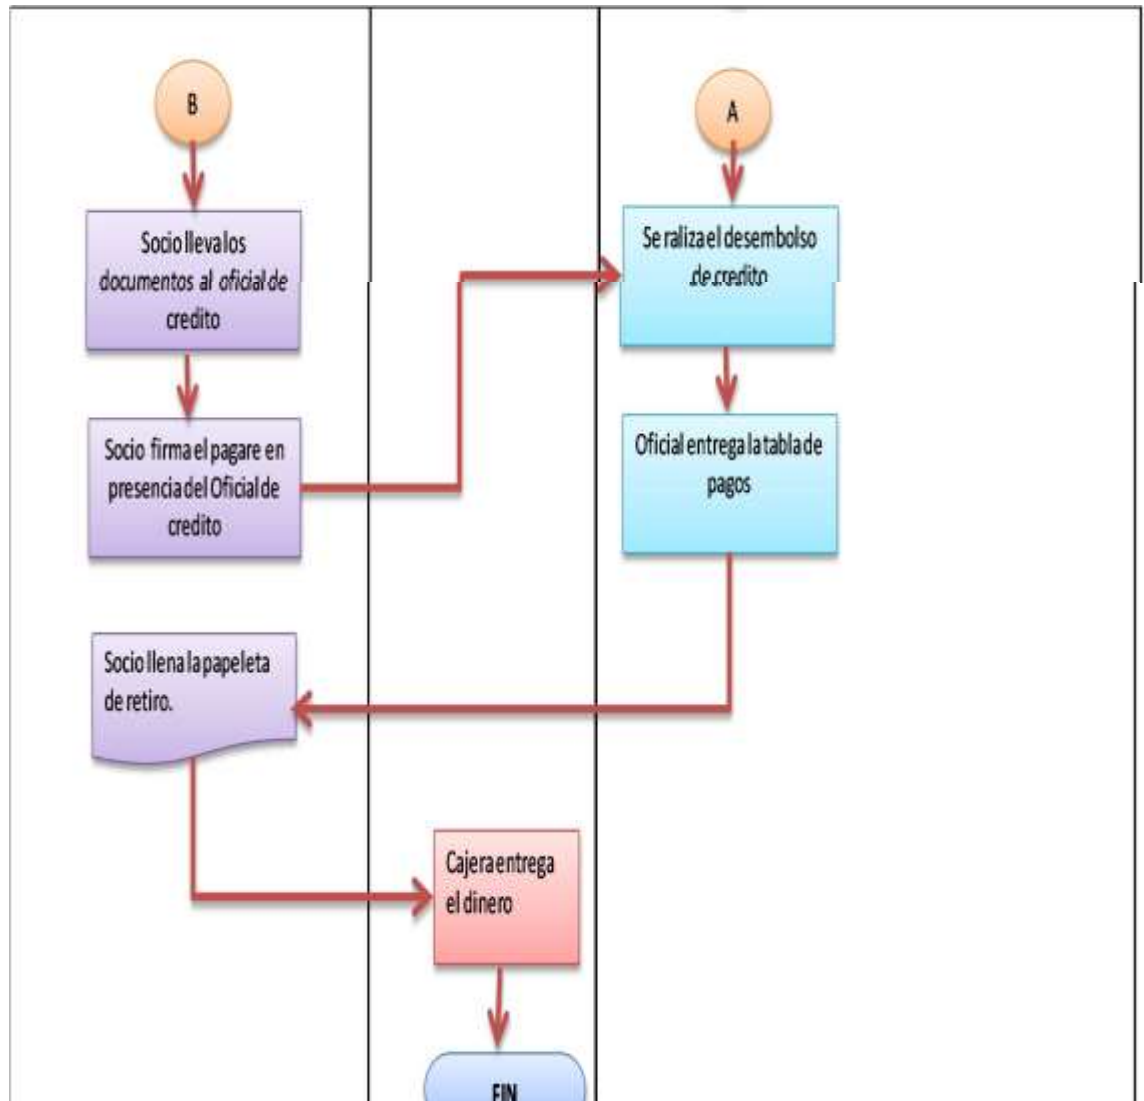 B
Socio lleva los
documentos al oficial de
credito
Socio firma el pagare en
presencia del Oficial de
credito
Socio llena la papeleta
de retiro.
Cajera entrega
el dinero
FIN
A
Se raliza el desembolso
de credito
Oficial entrega la tabla de
pagos